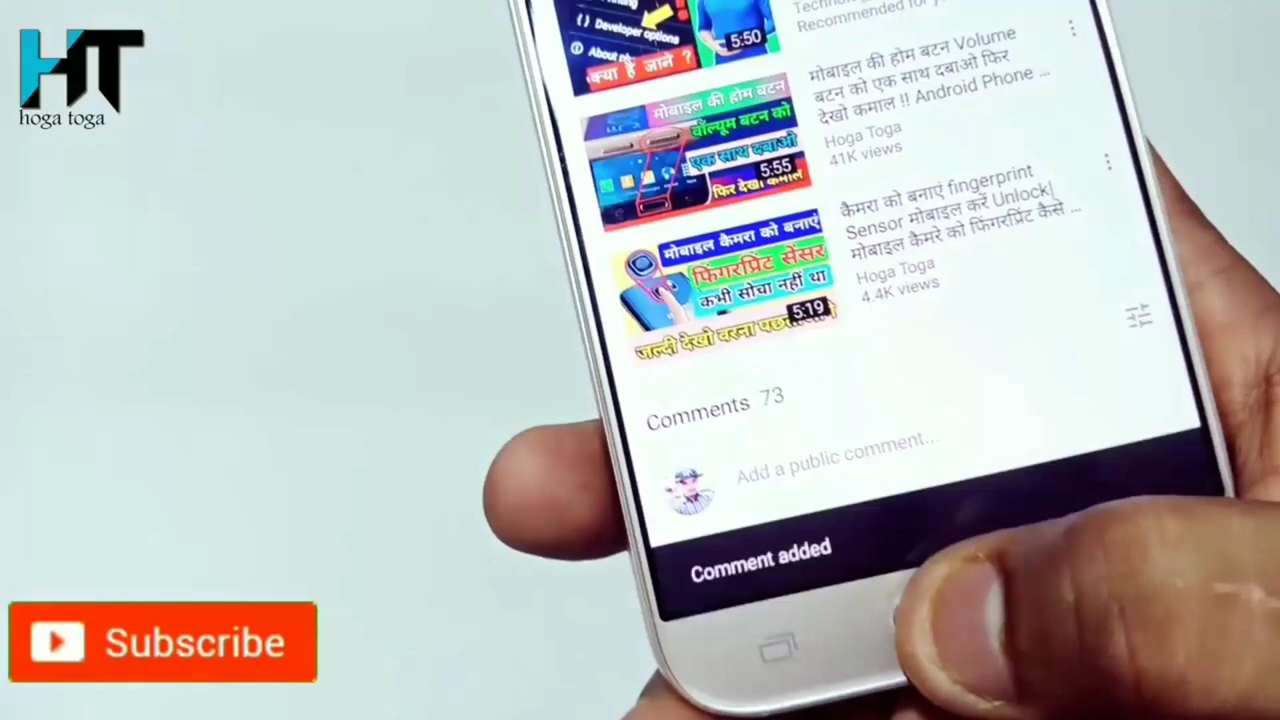 HT
hoga toga
{ } Developer options
About
क्या है जाने ?
5:50
Recommended for
मोबाइल की होम बटन
वॉल्यूम बटन को
एक साथ दबाओ
5:55
फिर देखो कमाल
मोबाइल की होम बटन Volume
बटन को एक साथ दबाओ फिर
देखो कमाल !! Android Phone ...
Hoga Toga
41K views
मोबाइल कैमरा को बनाएं
फिंगरप्रिंट सेंसर
कभी सोचा नहीं था
5:19
जल्दी देखो वरना
कैमरा को बनाएं fingerprint
Sensor मोबाइल करें Unlock|
मोबाइल कैमरे को फिंगरप्रिंट कैसे ...
Hoga Toga
4.4K views
Comments 73
Add a public comment...
Comment added
Subscribe